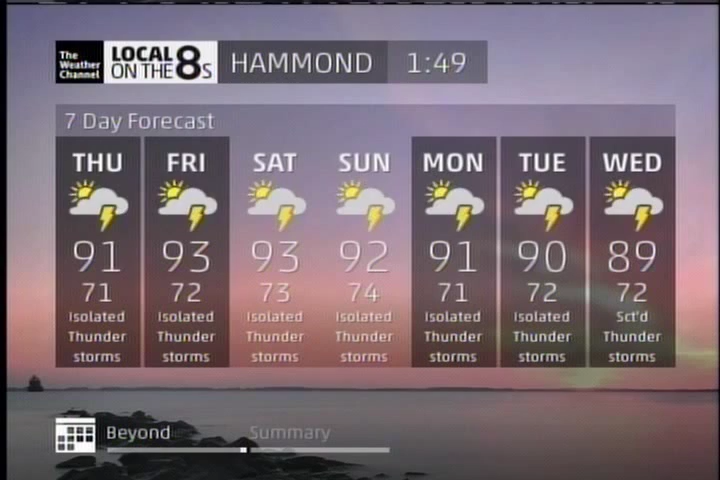 The Weather Channel
LOCAL ON THE 8s
HAMMOND 1:49
7 Day Forecast
THU FRI SAT SUN MON TUE WED
91 93 93 92 91 90 89
71 72 73 74 71 72 72
Isolated Isolated Isolated Isolated Isolated Isolated Sct'd
Thunder Thunder Thunder Thunder Thunder Thunder Thunder
storms storms storms storms storms storms storms
Beyond Summary